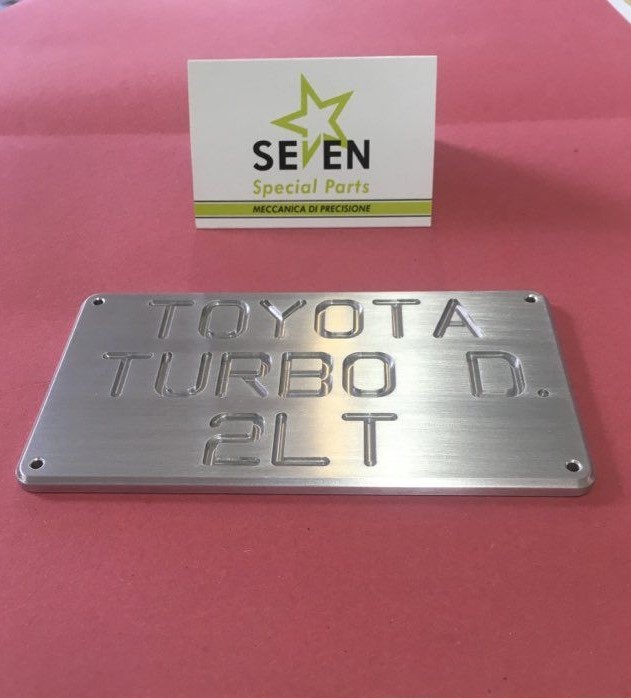 SEVEN
Special Parts
MECCANICA DI PRECISIONE
TOYOTA
TURBO D.
2LT